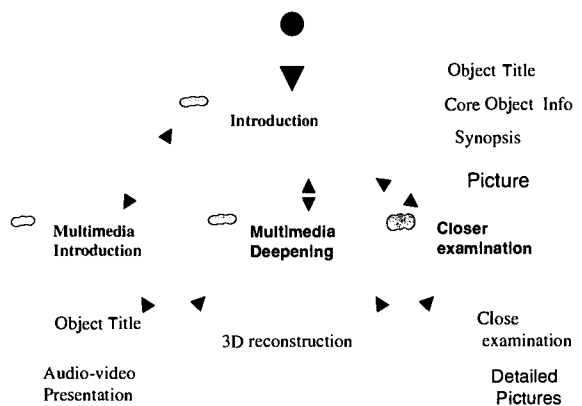 Object Title
Core Object Info
Introduction
Synopsis
Picture
Multimedia
Introduction
Multimedia
Deepening
Closer
examination
Object Title
3D reconstruction
Close
examination
Audio-video
Presentation
Detailed
Pictures